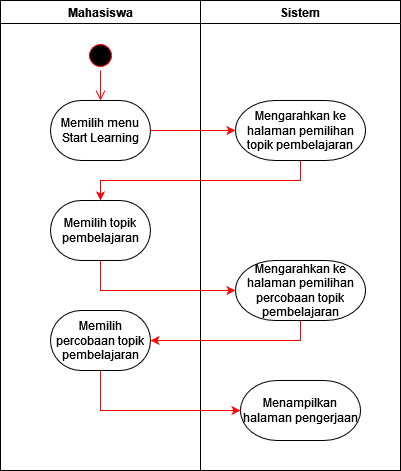 Mahasiswa
Sistem
Memilih menu
Start Learning
Mengarahkan ke
halaman pemilihan
topik pembelajaran
Memilih topik
pembelajaran
Mengarahkan ke
halaman pemilihan
percobaan topik
pembelajaran
Memilih
percobaan topik
pembelajaran
Menampilkan
halaman pengerjaan